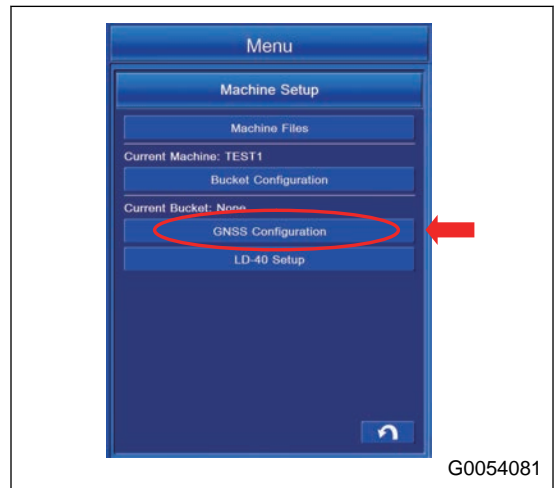 Menu
Machine Setup
Machine Files
Current Machine: TEST1
Bucket Configuration
Current Bucket: None
GNSS Configuration
LD-40 Setup
G0054081